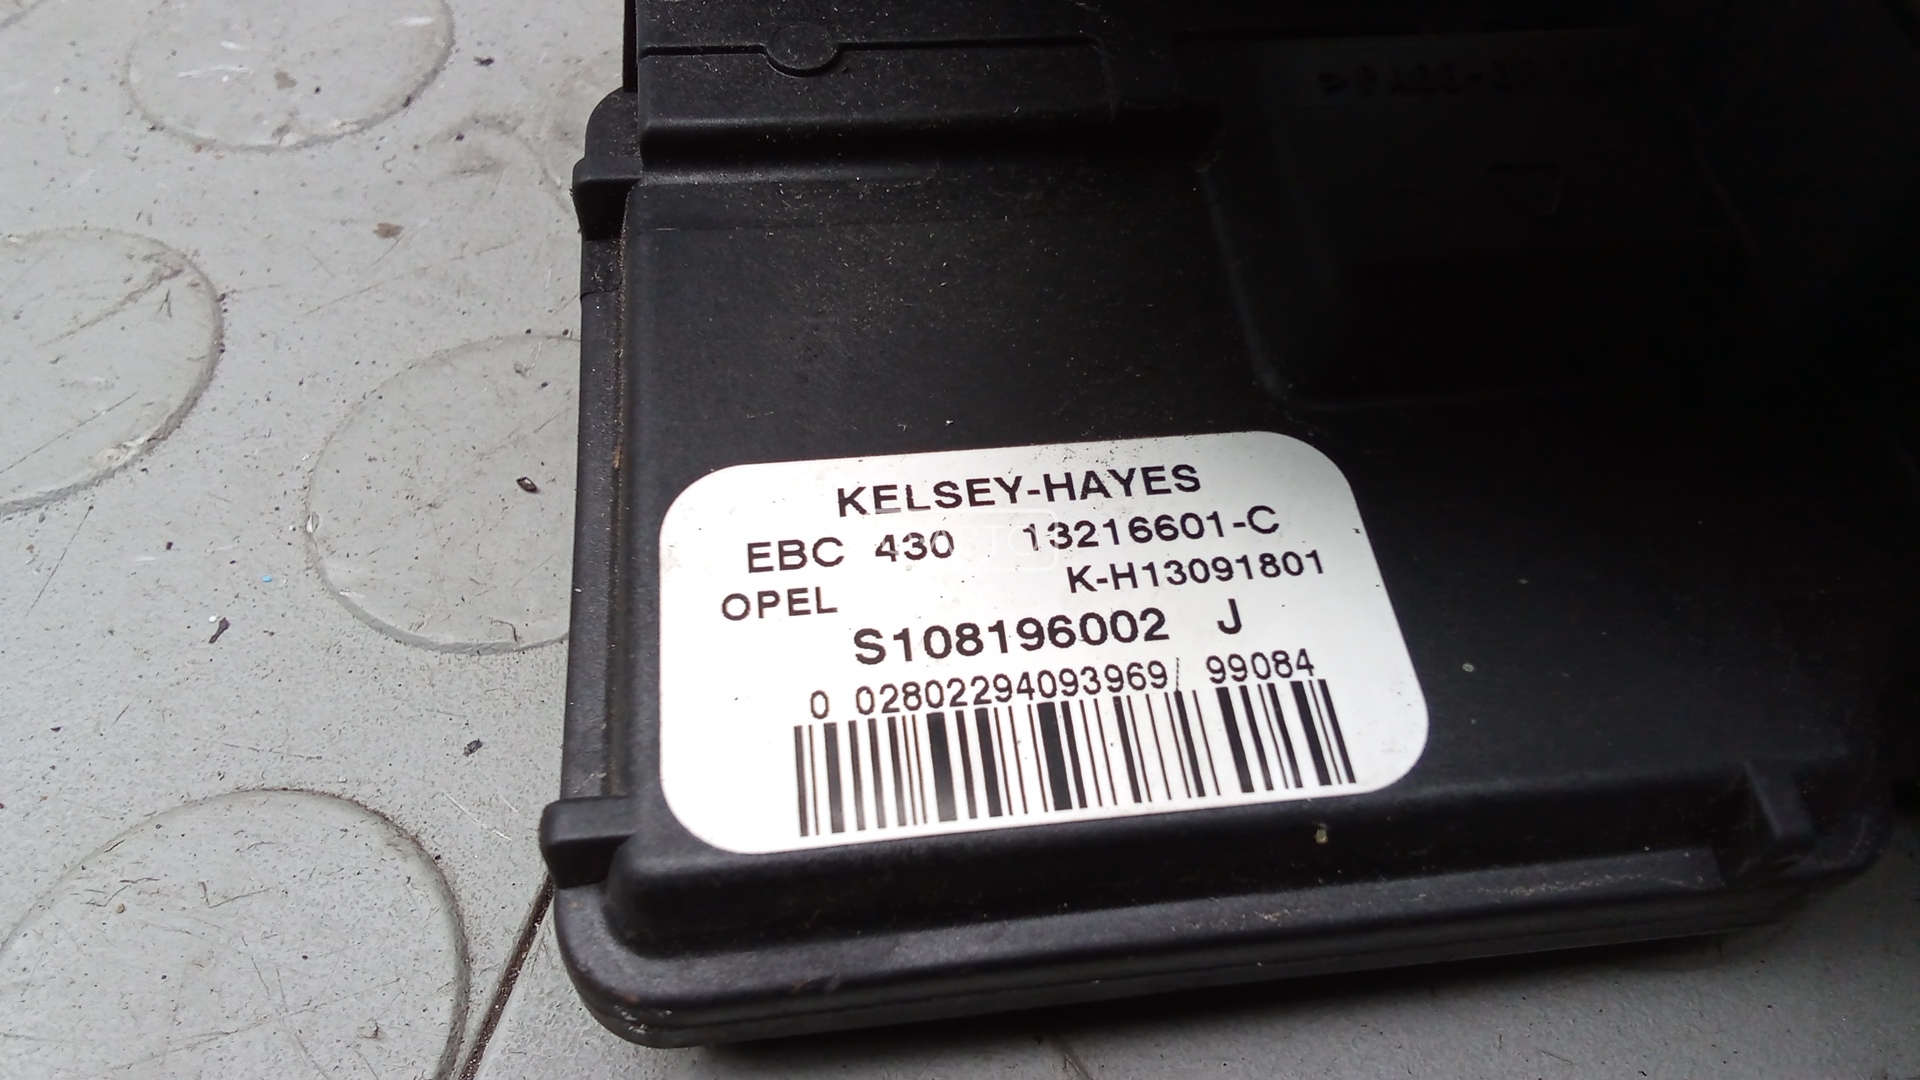 KELSEY-HAYES
EBC 430 13216601-C
OPEL K-H13091801
S108196002 J
0 02802294093969/ 99084